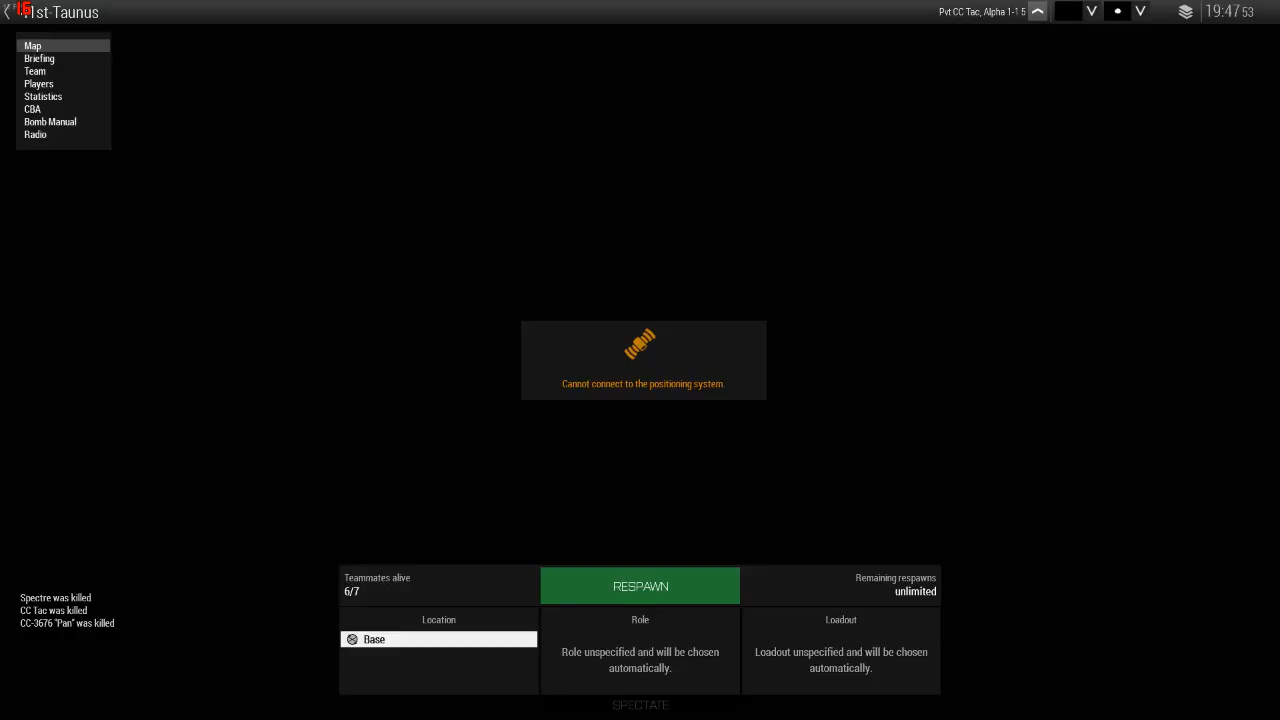 1st-Taunus
Pvt CC Tac, Alpha 1-1 5
19:47 53
Map
Briefing
Team
Players
Statistics
CBA
Bomb Manual
Radio
Cannot connect to the positioning system.
Spectre was killed
CC Tac was killed
CC-3676 "Pan" was killed
Teammates alive
6/7
RESPAWN
Remaining respawns
unlimited
Location
Base
Role
Role unspecified and will be chosen
automatically.
Loadout
Loadout unspecified and will be chosen
automatically.
SPECTATE